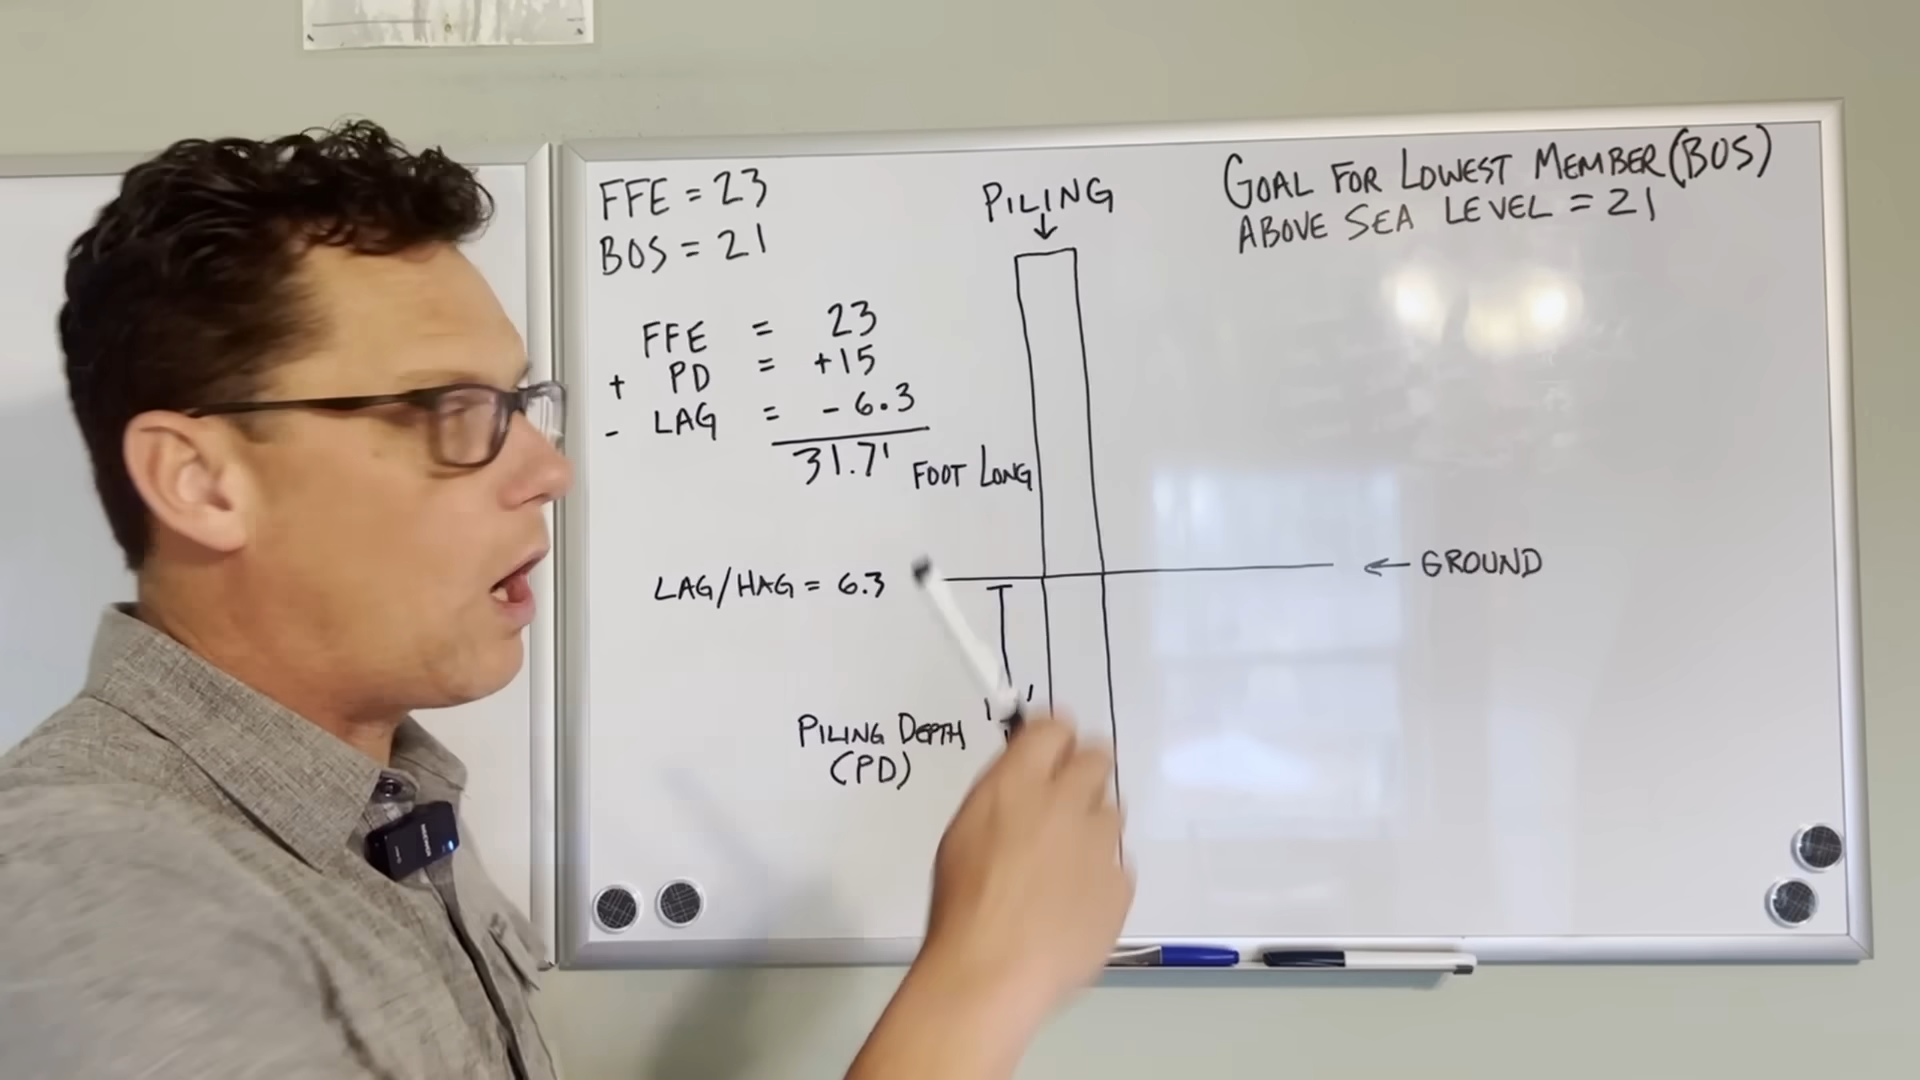 FFE = 23
BOS = 21
FFE = 23
+ PD = +15
- LAG = - 6.3
31.7' FOOT LONG
LAG/HAG = 6.3
PILING DEPTH
(PD)
PILING
GOAL FOR LOWEST MEMBER (BOS)
ABOVE SEA LEVEL = 21
← GROUND